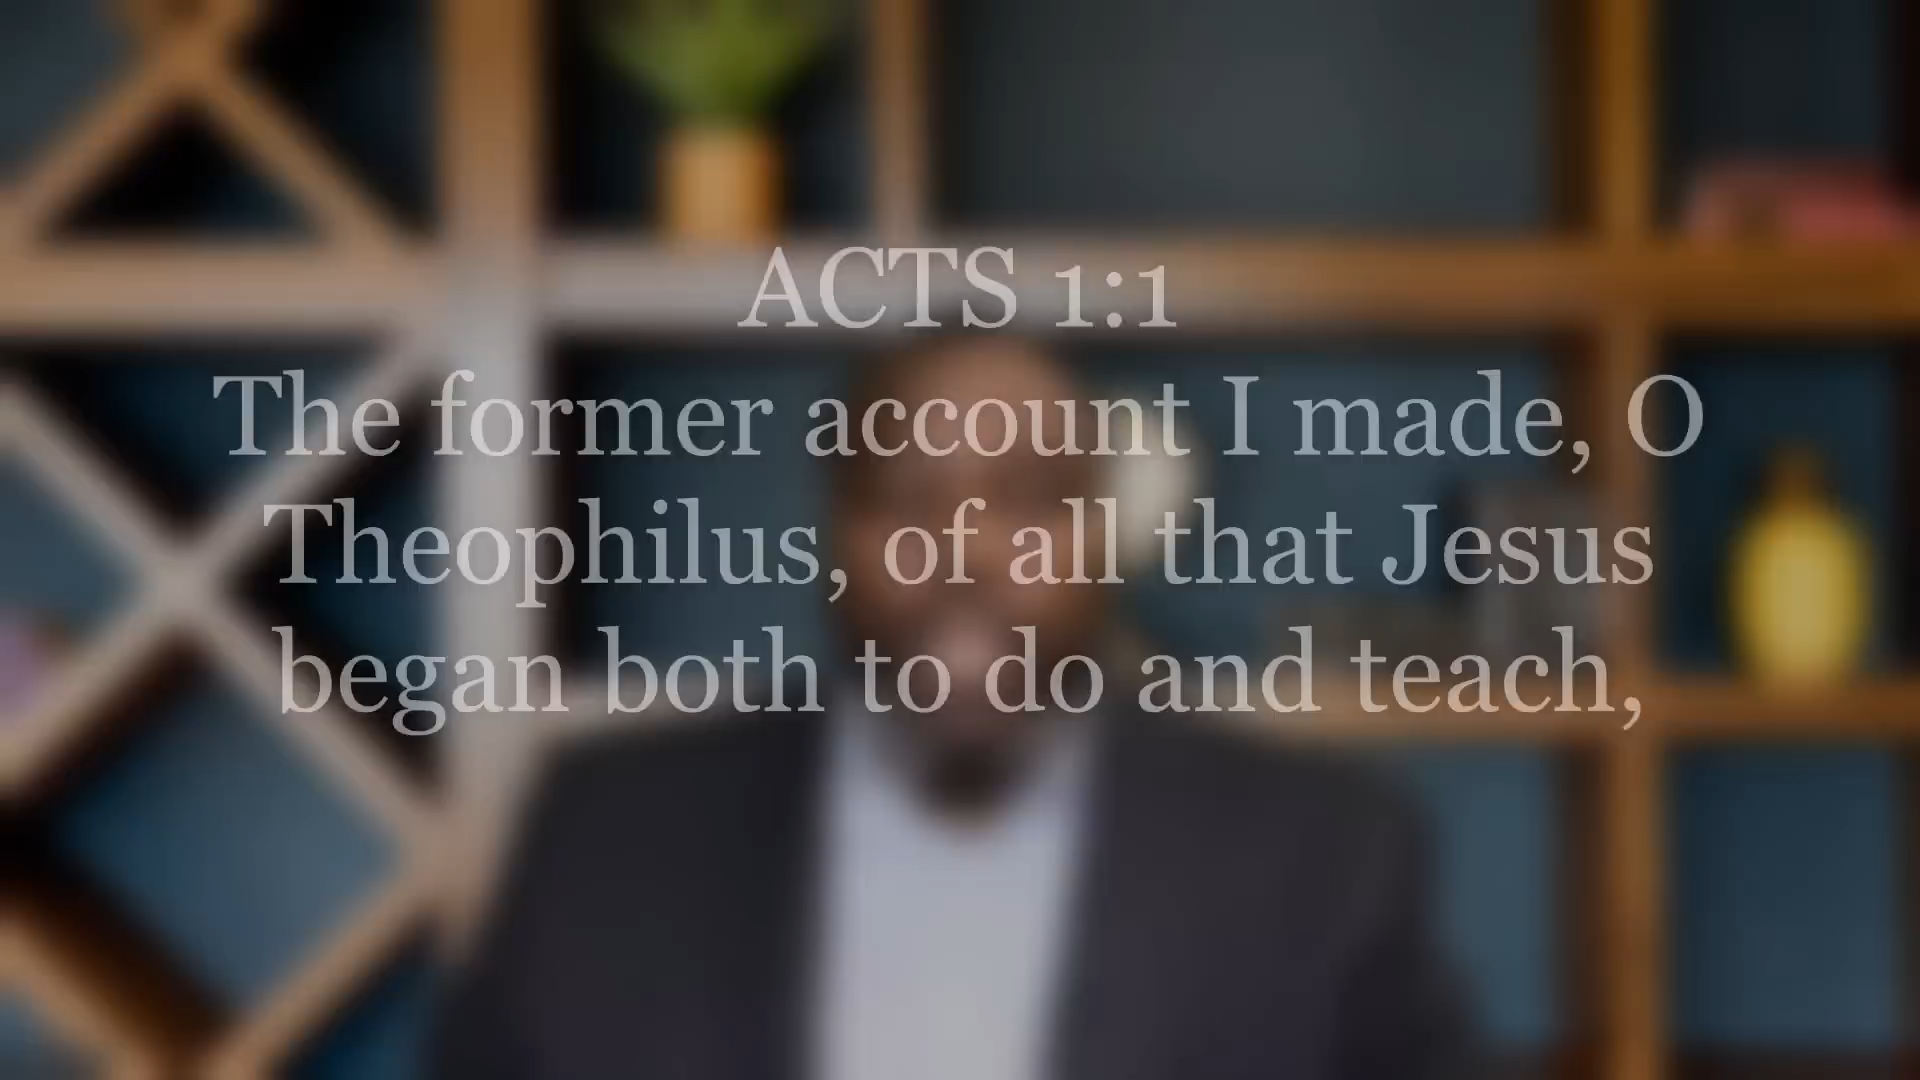 ACTS 1:1
The former account I made, O
Theophilus, of all that Jesus
began both to do and teach,